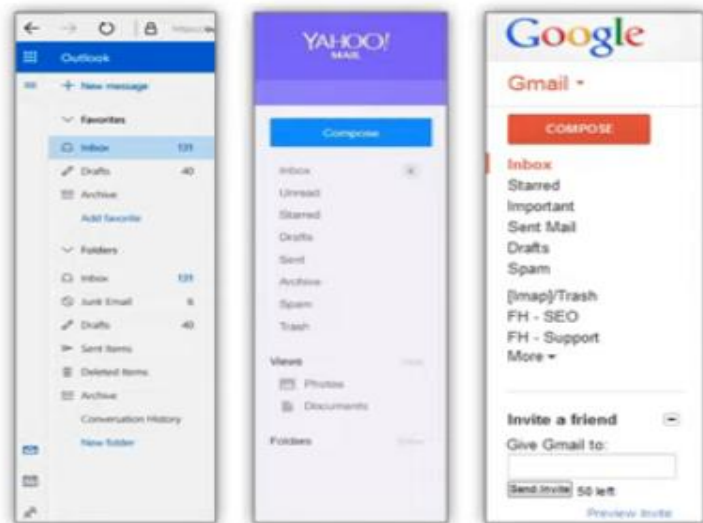 Outlook
+ New message
Favorites
Inbox 131
Drafts 40
Archive
Add favorite
Folders
Inbox 131
Junk Email 6
Drafts 40
Sent Items
Deleted Items
Archive
Conversation History
New folder
YAHOO!
MAIL
Compose
Inbox
Unread
Starred
Drafts
Sent
Archive
Spam
Trash
Views
Photos
Documents
Folders
Google
Gmail
COMPOSE
Inbox
Starred
Important
Sent Mail
Drafts
Spam
[Imap]/Trash
FH - SEO
FH - Support
More
Invite a friend
Give Gmail to:
Send Invite 50 left
Preview Invite